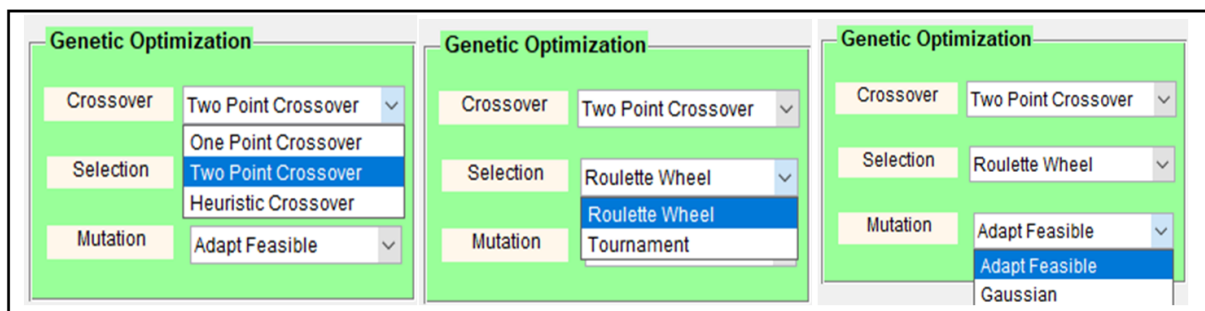 Genetic Optimization
Crossover
Two Point Crossover
One Point Crossover
Two Point Crossover
Heuristic Crossover
Selection
Mutation
Adapt Feasible
Genetic Optimization
Crossover
Two Point Crossover
Selection
Roulette Wheel
Roulette Wheel
Tournament
Mutation
Genetic Optimization
Crossover
Two Point Crossover
Selection
Roulette Wheel
Mutation
Adapt Feasible
Adapt Feasible
Gaussian